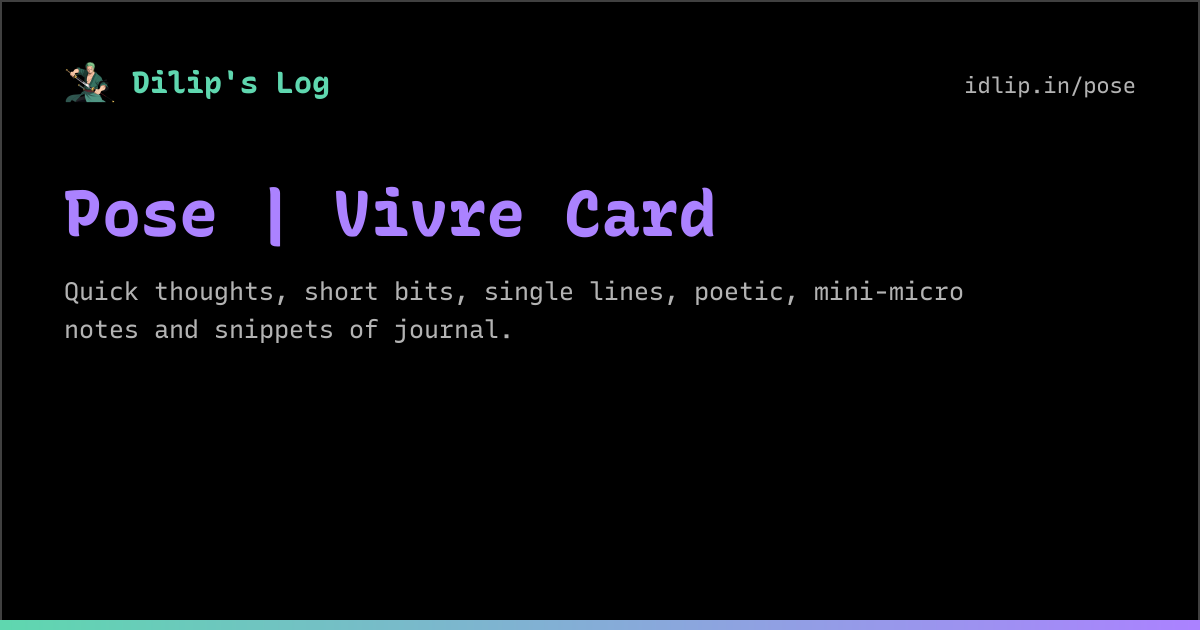 Dilip's Log
idlip.in/pose
Pose | Vivre Card
Quick thoughts, short bits, single lines, poetic, mini-micro
notes and snippets of journal.